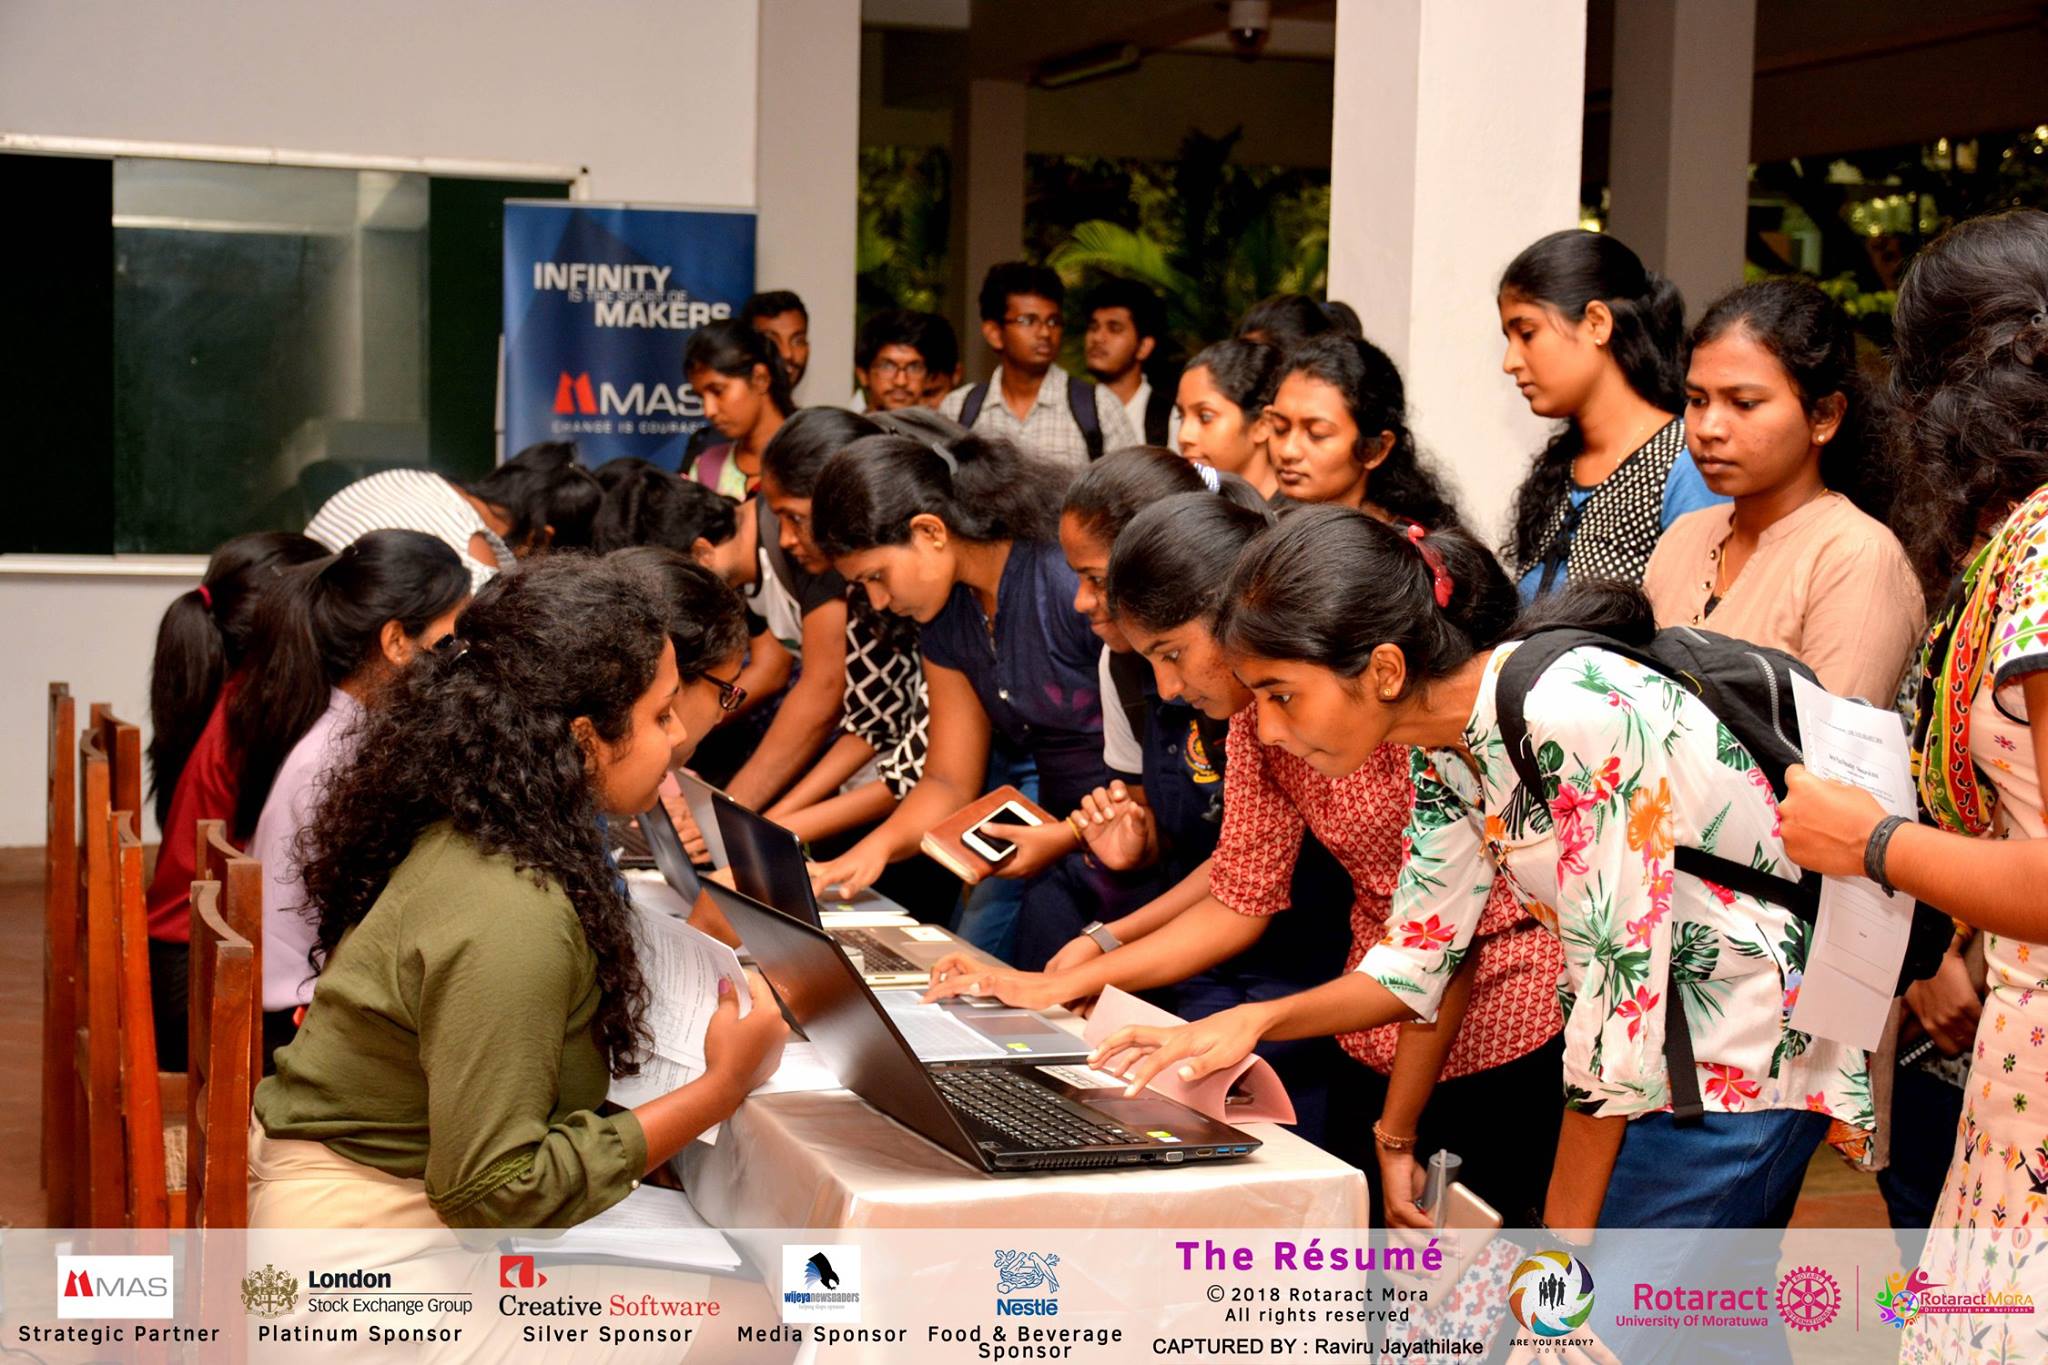 INFINITY
IS THE SPIRIT OF
MAKERS
MAS
CHANGE IS COURAGE
MAS
Strategic Partner
London
Stock Exchange Group
Platinum Sponsor
Creative Software
Silver Sponsor
wijeyanewspapers
Media Sponsor
Nestlé
Food & Beverage
Sponsor
The Résumé
© 2018 Rotaract Mora
All rights reserved
CAPTURED BY : Raviru Jayathilake
ARE YOU READY?
2018
Rotaract
University Of Moratuwa
ROTARACTMORA
"Discovering new horizons"